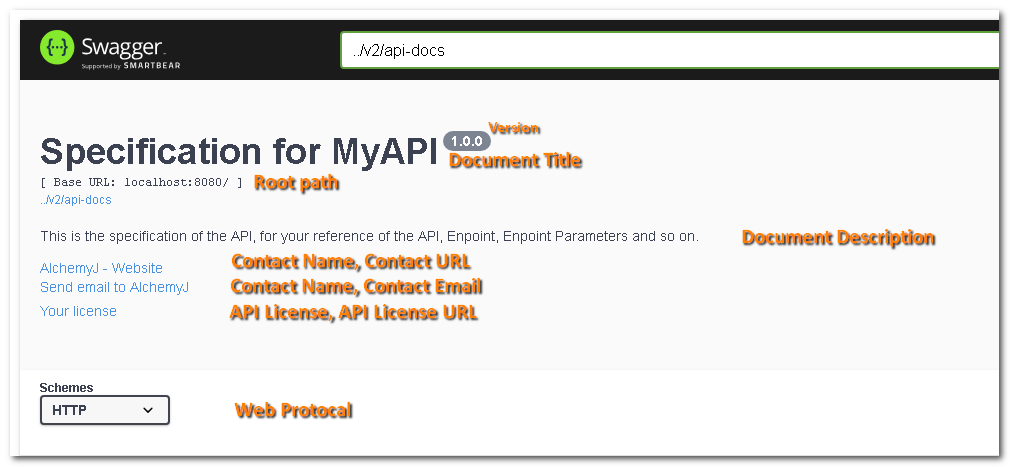 Swagger. ../v2/api-docs
Supported by SMARTBEAR
Version
Specification for MyAPI 1.0.0
Document Title
[ Base URL: localhost:8080/ ] Root path
../v2/api-docs
This is the specification of the API, for your reference of the API, Enpoint, Enpoint Parameters and so on. Document Description
AlchemyJ - Website Contact Name, Contact URL
Send email to AlchemyJ Contact Name, Contact Email
Your license API License, API License URL
Schemes
HTTP Web Protocal